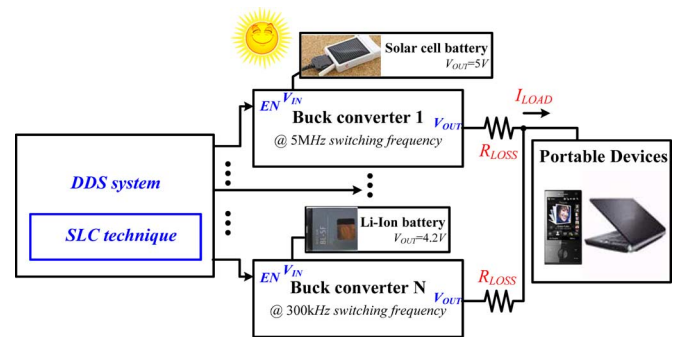 Solar cell battery
VOUT=5V
EN VIN
Buck converter 1
VOUT
@ 5MHz switching frequency
ILOAD
RLOSS
Portable Devices
DDS system
SLC technique
Li-Ion battery
VOUT=4.2V
EN VIN
Buck converter N
VOUT
@ 300kHz switching frequency
RLOSS